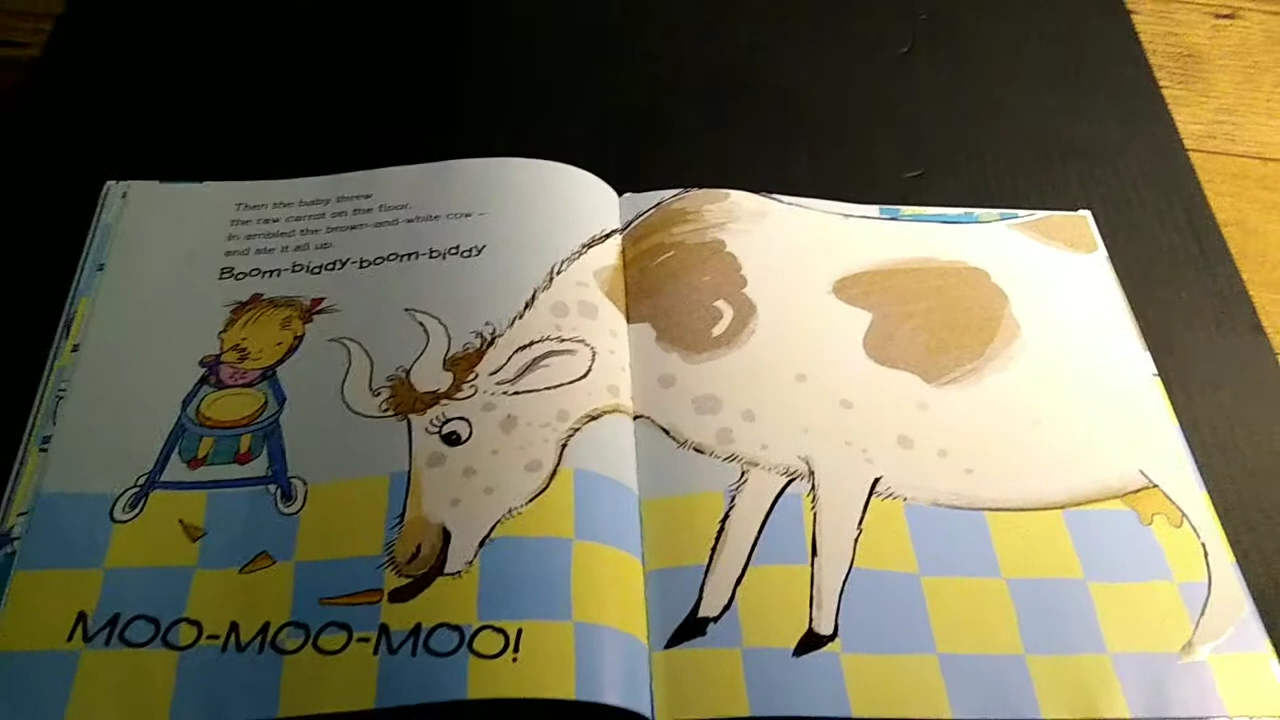 Then the baby threw
the raw carrot on the floor.
In ambled the brown-and-white cow –
and ate it all up.
Boom-biddy-boom-biddy
MOO-MOO-MOO!